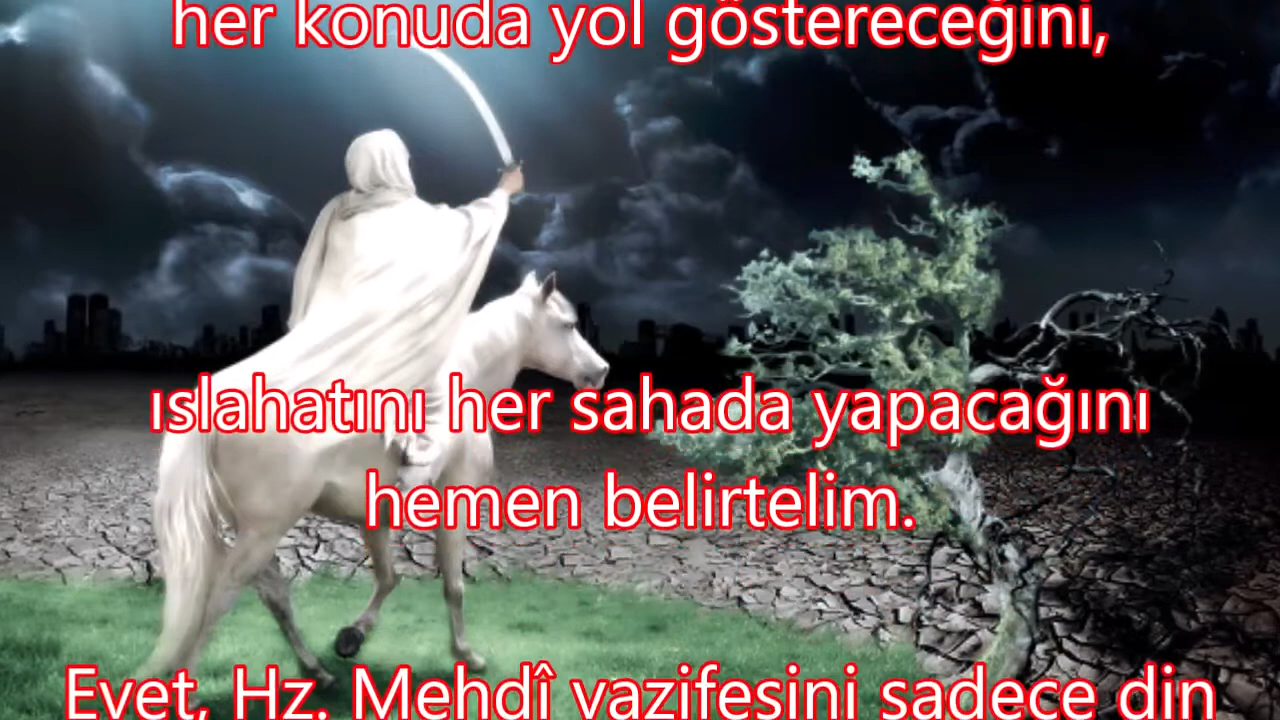 her konuda yol göstereceğini,
ıslahatını her sahada yapacağını
hemen belirtelim.
Evet, Hz. Mehdî vazifesini sadece din